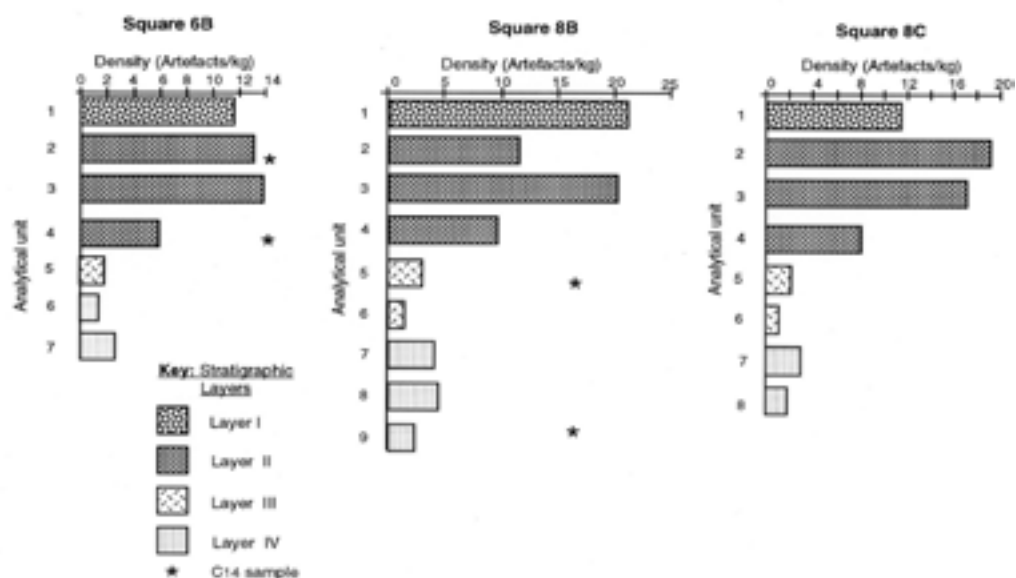 Square 6B
Density (Artefacts/kg)
0 2 4 6 8 10 12 14
Analytical unit
1
2
3
4
5
6
7
Square 8B
Density (Artefacts/kg)
0 5 10 15 20 25
Analytical unit
1
2
3
4
5
6
7
8
9
Square 8C
Density (Artefacts/kg)
0 4 8 12 16 20
Analytical unit
1
2
3
4
5
6
7
8
Key: Stratigraphic
Layers
Layer I
Layer II
Layer III
Layer IV
C14 sample